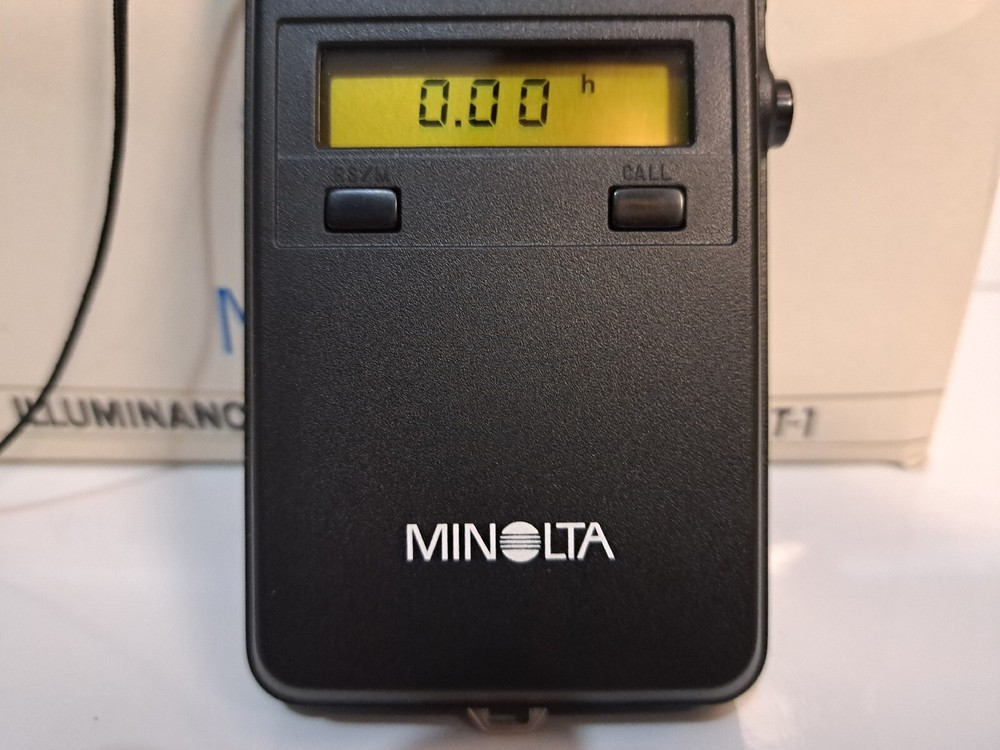 0.00 h
RS/M CALL
M
ILLUMINANC
T-1
MINOLTA